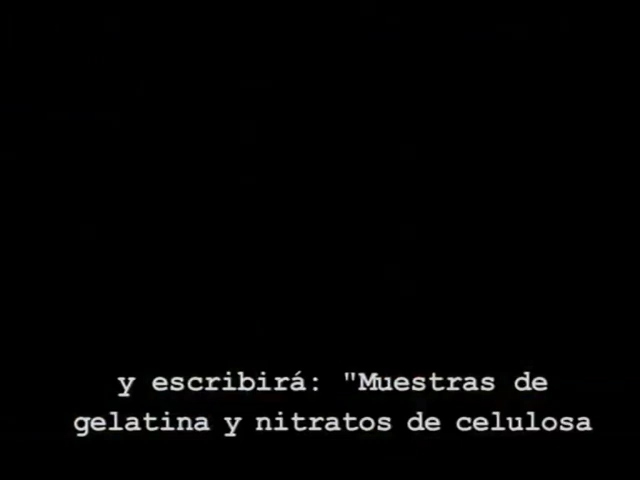 y escribirá: "Muestras de
gelatina y nitratos de celulosa